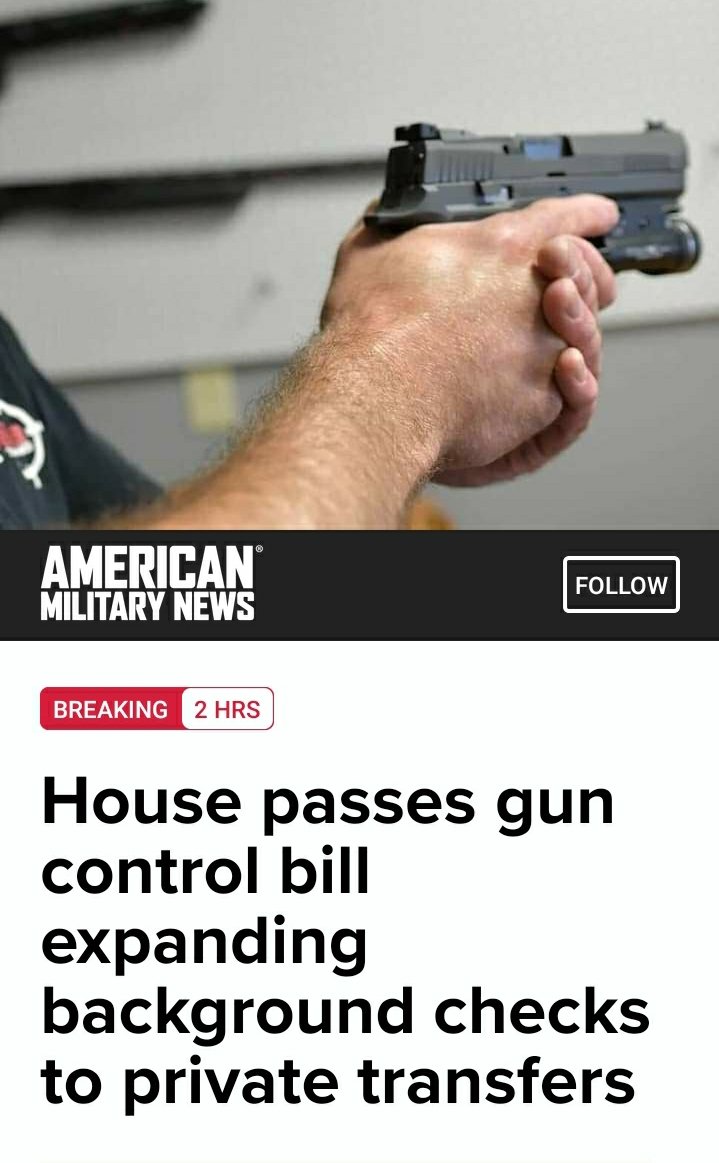 AMERICAN®
MILITARY NEWS
FOLLOW
BREAKING 2 HRS
House passes gun
control bill
expanding
background checks
to private transfers